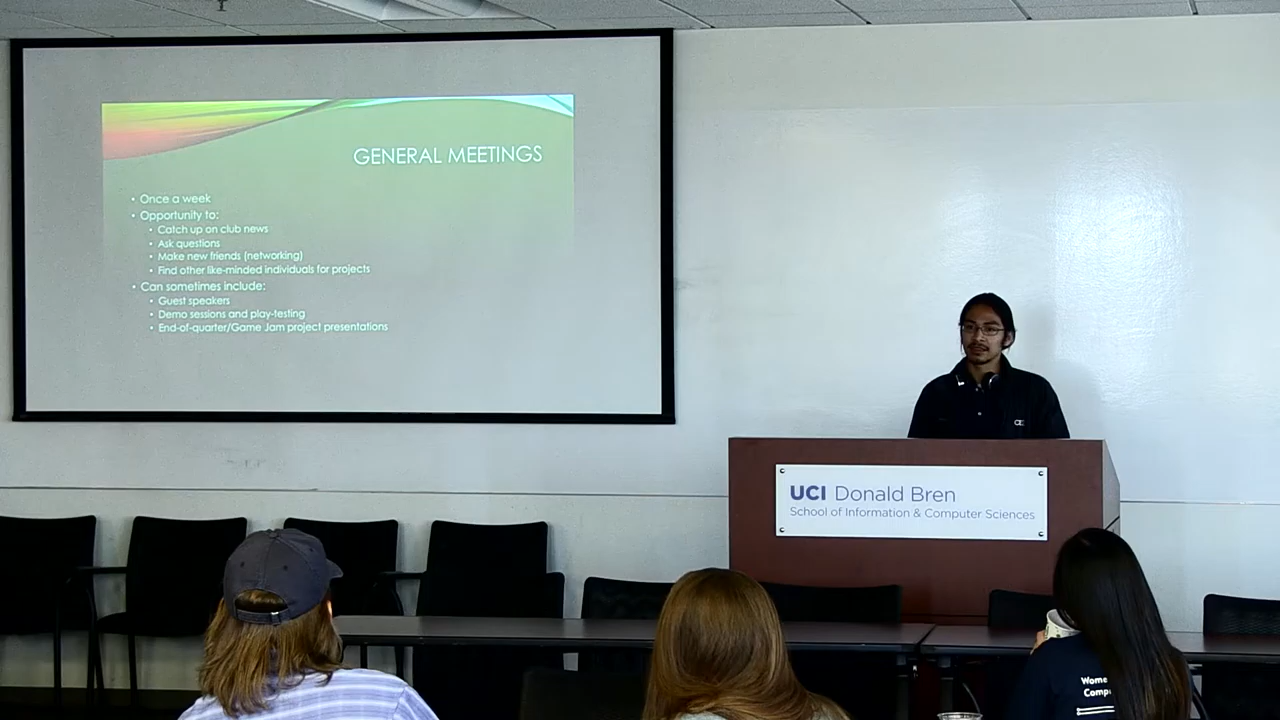 GENERAL MEETINGS
• Once a week
• Opportunity to:
• Catch up on club news
• Ask questions
• Make new friends (networking)
• Find other like-minded individuals for projects
• Can sometimes include:
• Guest speakers
• Demo sessions and play-testing
• End-of-quarter/Game Jam project presentations
UCI Donald Bren
School of Information & Computer Sciences
Wome
Comp